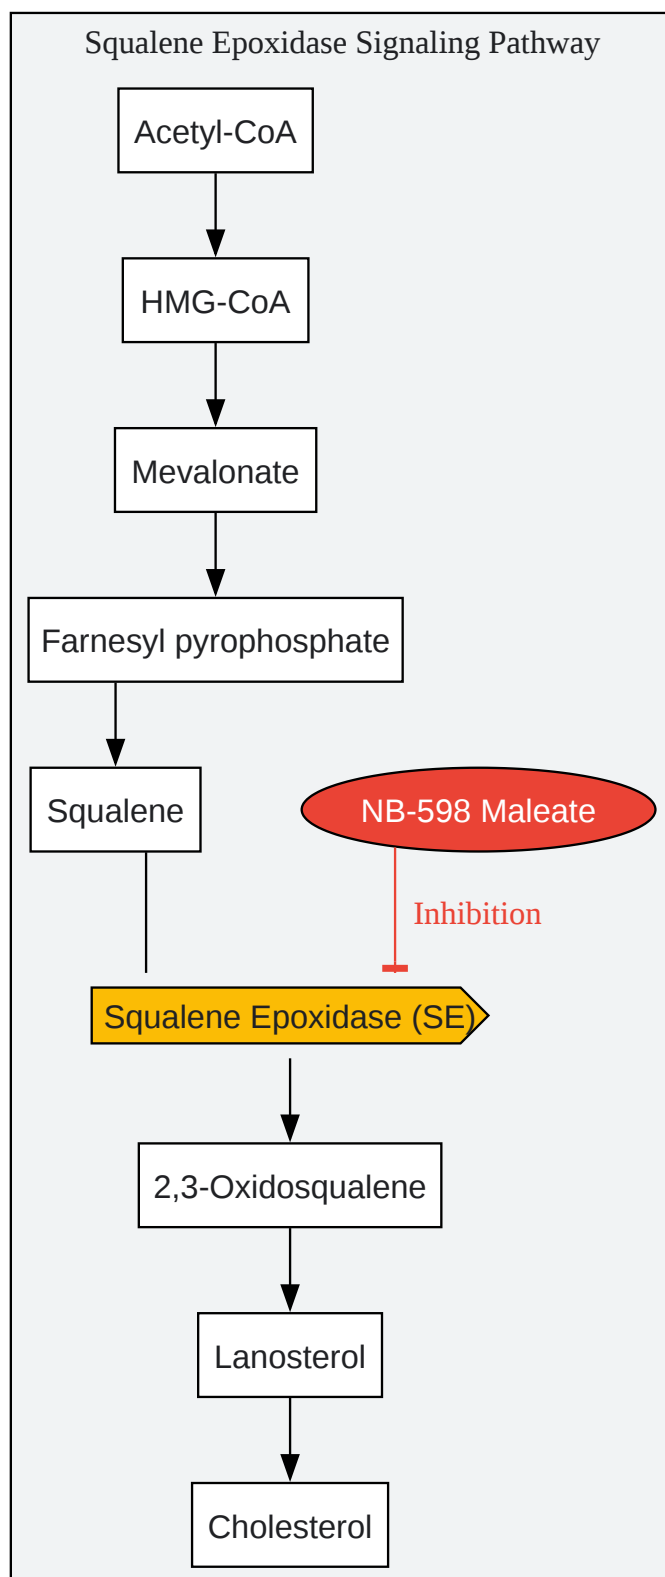 Squalene Epoxidase Signaling Pathway
Acetyl-CoA
HMG-CoA
Mevalonate
Farnesyl pyrophosphate
Squalene
NB-598 Maleate
Inhibition
Squalene Epoxidase (SE)
2,3-Oxidosqualene
Lanosterol
Cholesterol